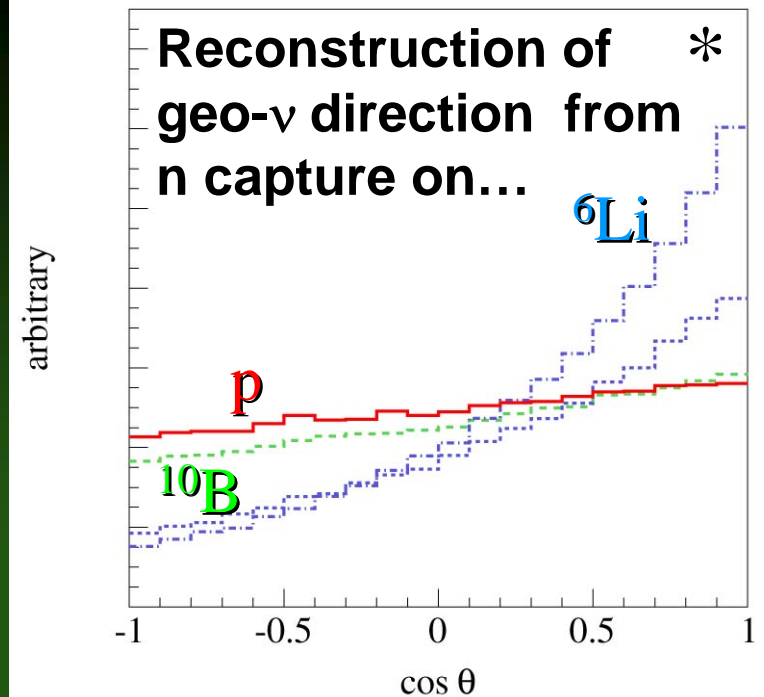 Reconstruction of *
geo-ν direction from
n capture on…
⁶Li
p
¹⁰B
arbitrary
-1 -0.5 0 0.5 1
cos θ